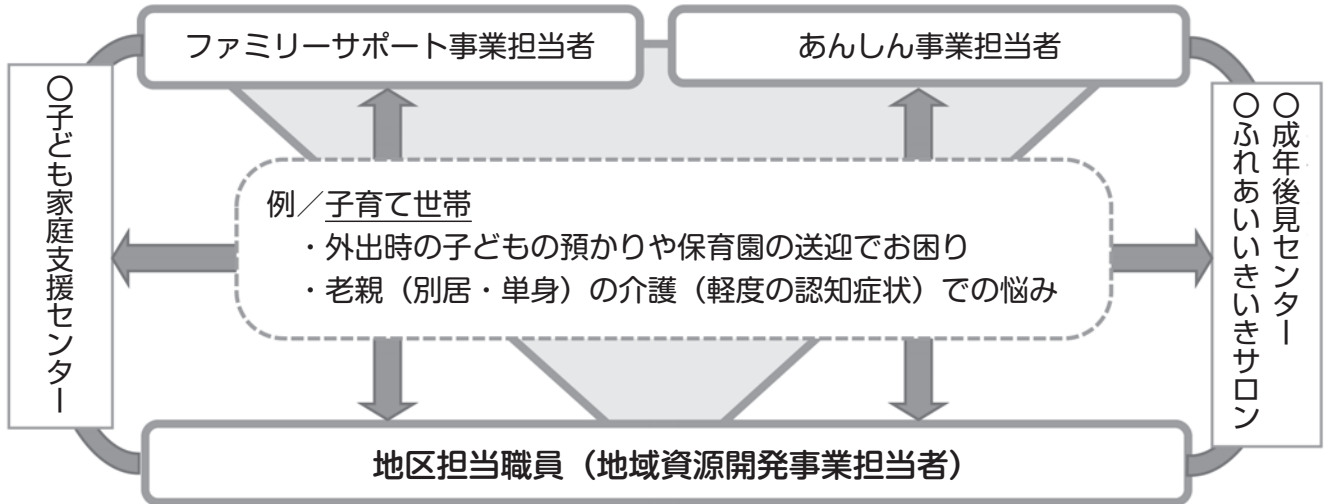 ファミリーサポート事業担当者
あんしん事業担当者
○子ども家庭支援センター
例／子育て世帯
・外出時の子どもの預かりや保育園の送迎でお困り
・老親（別居・単身）の介護（軽度の認知症状）での悩み
○成年後見センター
○ふれあいいきいきサロン
地区担当職員（地域資源開発事業担当者）